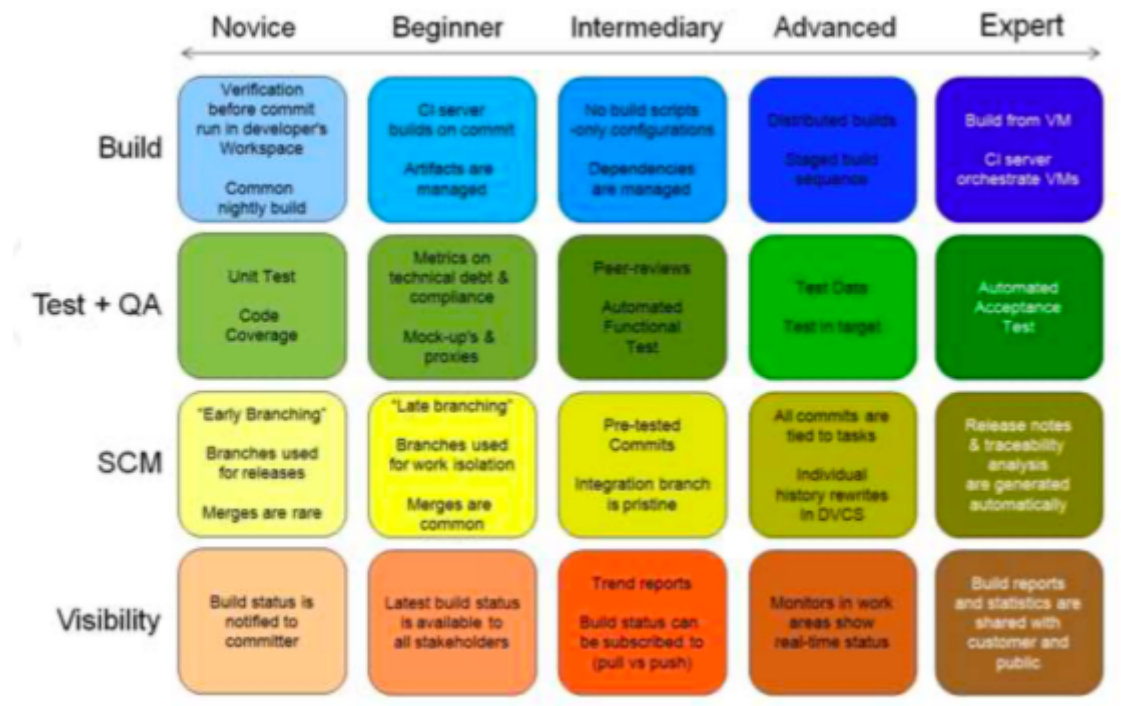 Novice
Beginner
Intermediary
Advanced
Expert
Build
Verification
before commit
run in developer's
Workspace
Common
nightly build
CI server
builds on commit
Artifacts are
managed
No build scripts
-only configurations
Dependencies
are managed
Distributed builds
Staged build
sequence
Build from VM
CI server
orchestrate VMs
Test + QA
Unit Test
Code
Coverage
Metrics on
technical debt &
compliance
Mock-up's &
proxies
Peer-reviews
Automated
Functional
Test
Test Data
Test in target
Automated
Acceptance
Test
SCM
"Early Branching"
Branches used
for releases
Merges are rare
"Late branching"
Branches used
for work isolation
Merges are
common
Pre-tested
Commits
Integration branch
is pristine
All commits are
tied to tasks
Individual
history rewrites
in DVCS
Release notes
& traceability
analysis
are generated
automatically
Visibility
Build status is
notified to
committer
Latest build status
is available to
all stakeholders
Trend reports
Build status can
be subscribed to
(pull vs push)
Monitors in work
areas show
real-time status
Build reports
and statistics are
shared with
customer and
public